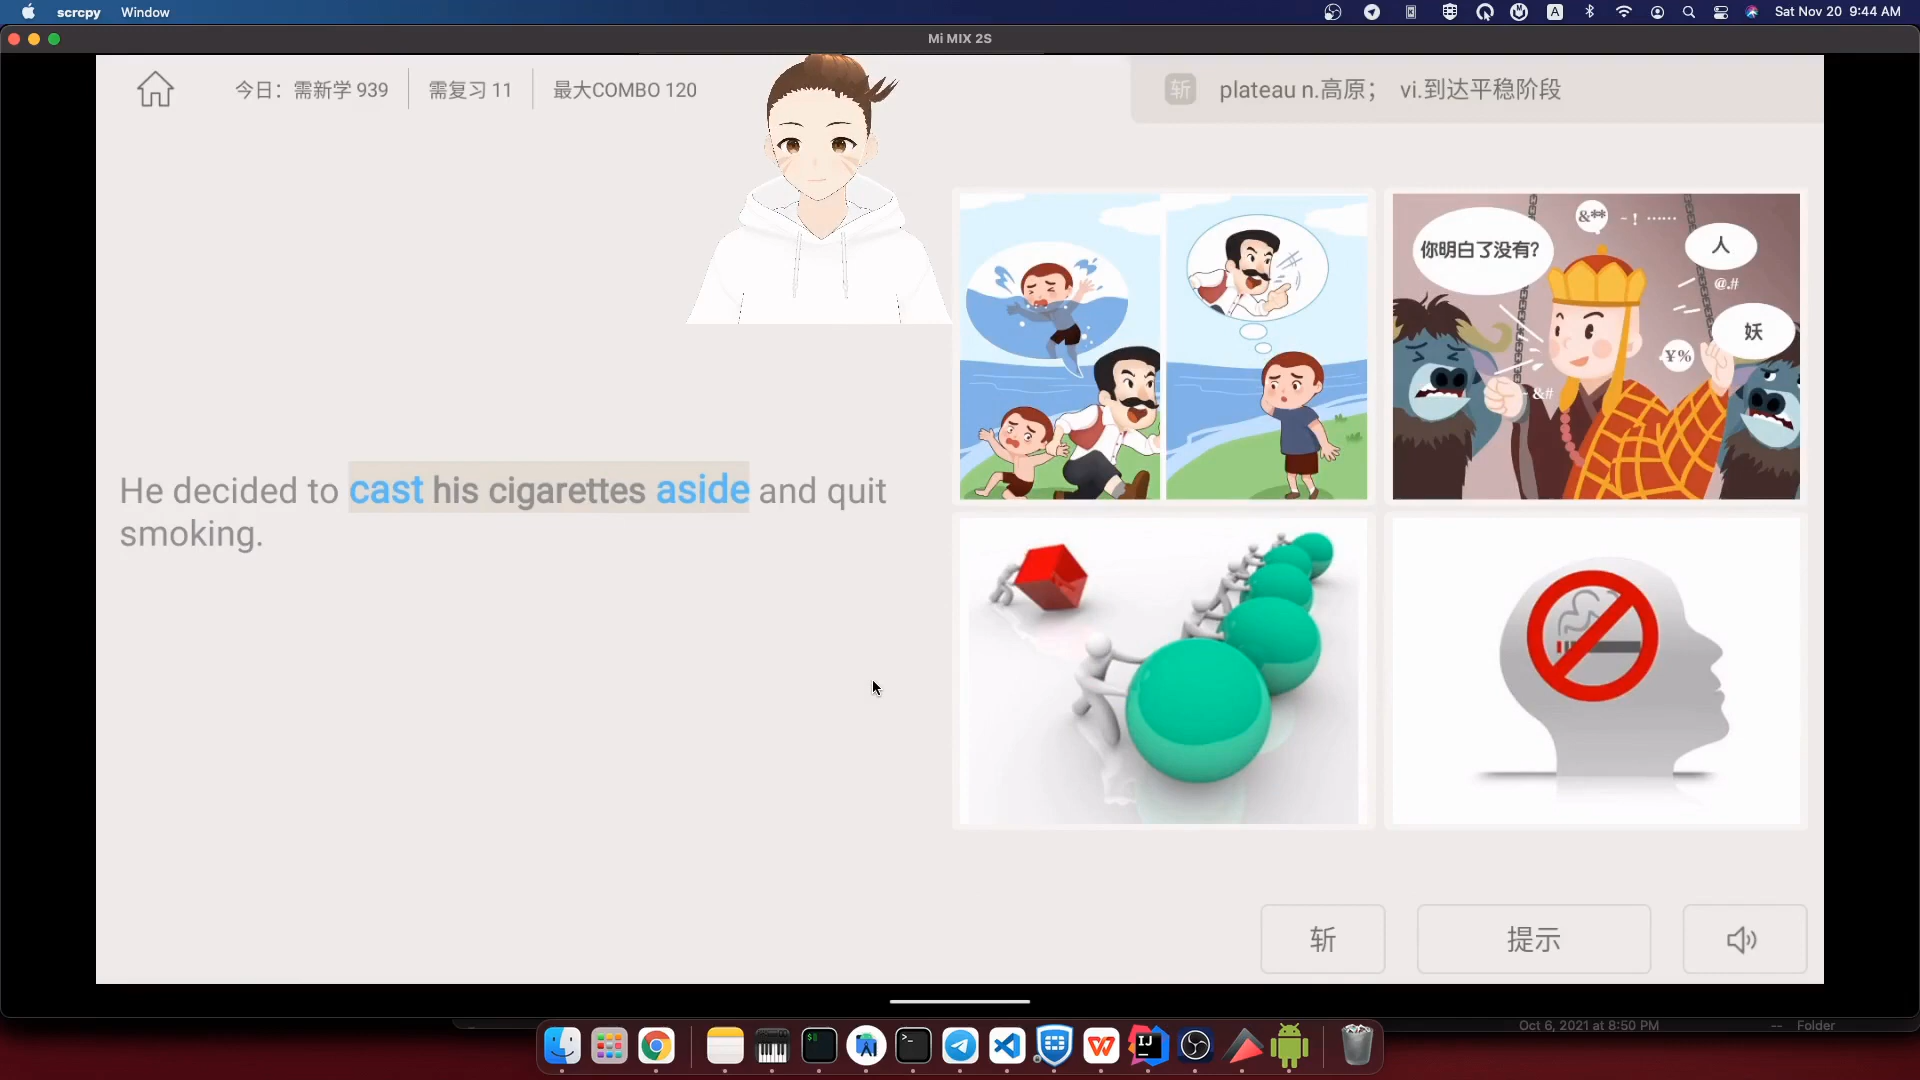 scrcpy Window
A
Sat Nov 20 9:44 AM
Mi MIX 2S
今日：需新学 939
需复习 11
最大COMBO 120
斩
plateau n.高原； vi.到达平稳阶段
He decided to cast his cigarettes aside and quit
smoking.
你明白了没有?
&**
~ ! ······
人
@.#
妖
¥%
&#
斩
提示
Oct 6, 2021 at 8:50 PM
-- Folder
IJ